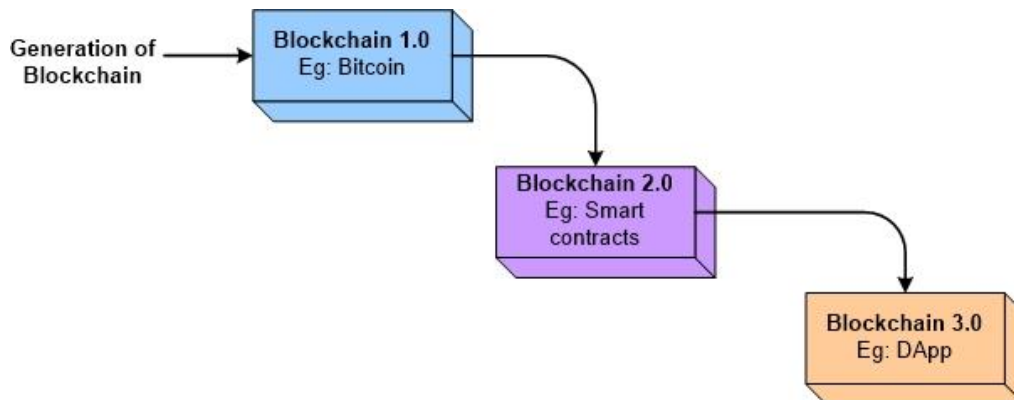 Generation of
Blockchain
Blockchain 1.0
Eg: Bitcoin
Blockchain 2.0
Eg: Smart
contracts
Blockchain 3.0
Eg: DApp